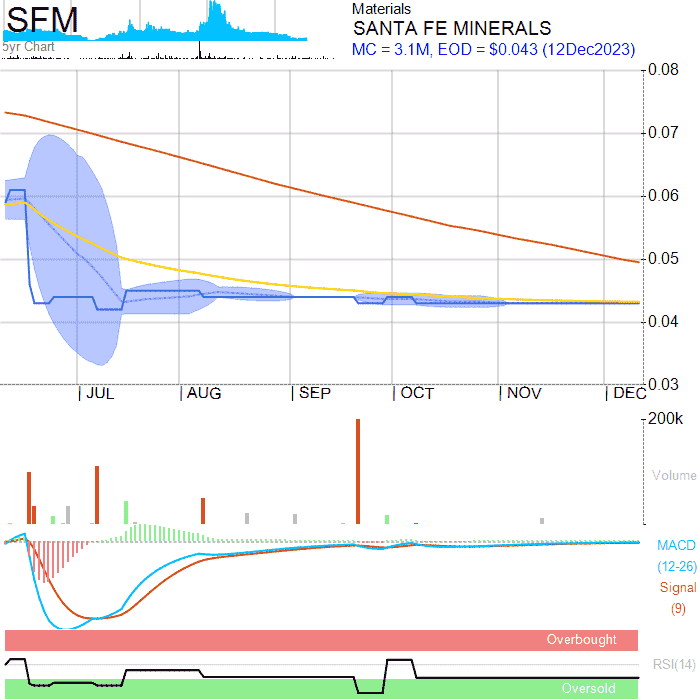 SFM
5yr Chart
Materials
SANTA FE MINERALS
MC = 3.1M, EOD = $0.043 (12Dec2023)
0.08
0.07
0.06
0.05
0.04
0.03
JUL AUG SEP OCT NOV DEC
200k
Volume
MACD
(12-26)
Signal
(9)
Overbought
RSI(14)
Oversold